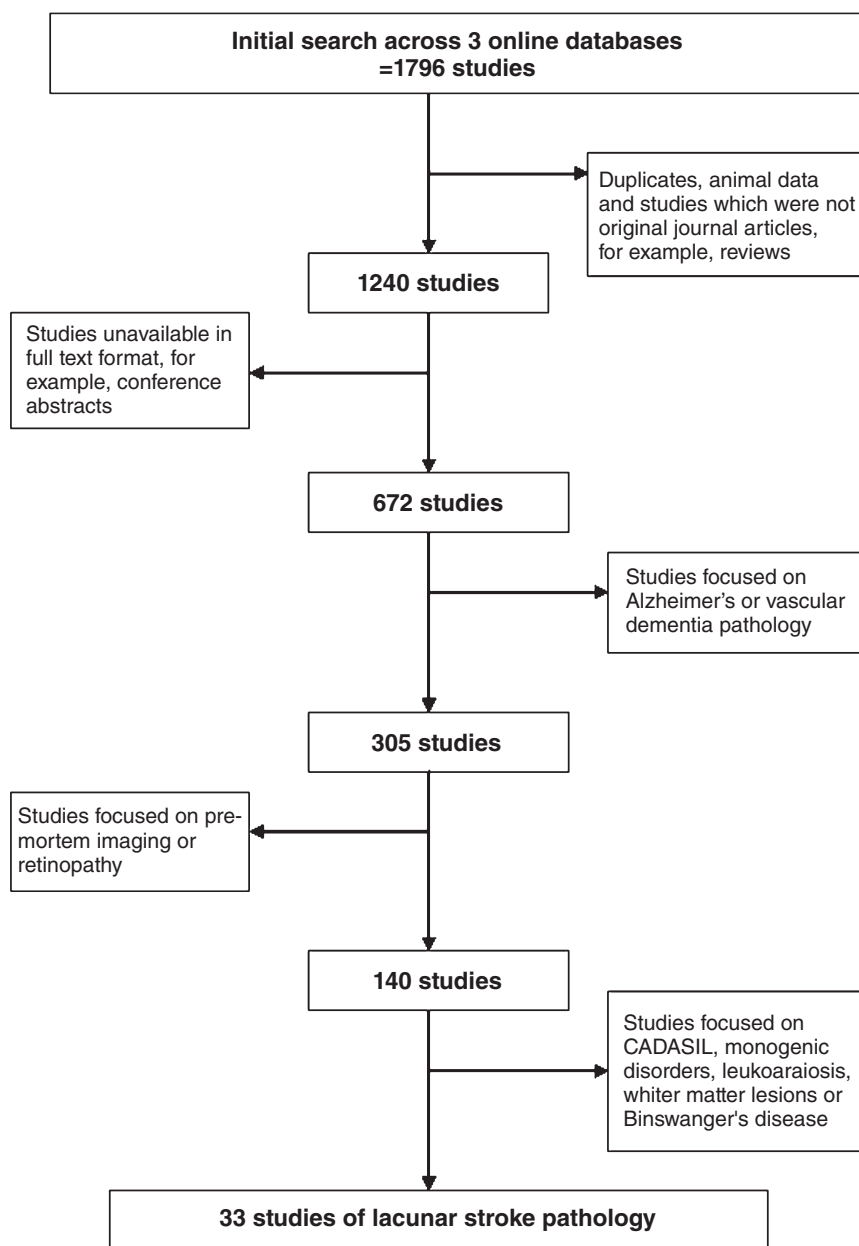 Initial search across 3 online databases
=1796 studies
Duplicates, animal data
and studies which were not
original journal articles,
for example, reviews
1240 studies
Studies unavailable in
full text format, for
example, conference
abstracts
672 studies
Studies focused on
Alzheimer's or vascular
dementia pathology
305 studies
Studies focused on pre-
mortem imaging or
retinopathy
140 studies
Studies focused on
CADASIL, monogenic
disorders, leukoaraiosis,
whiter matter lesions or
Binswanger's disease
33 studies of lacunar stroke pathology